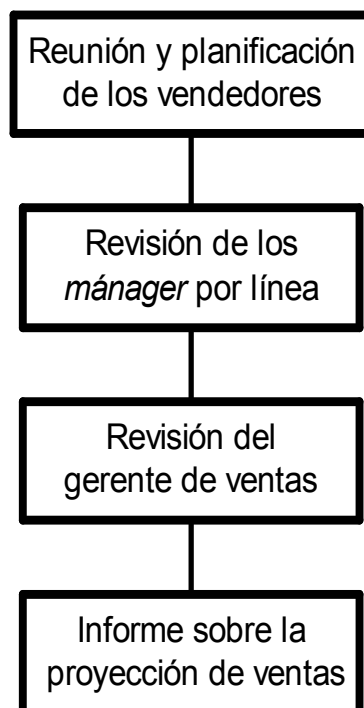 Reunión y planificación
de los vendedores
Revisión de los
mánager por línea
Revisión del
gerente de ventas
Informe sobre la
proyección de ventas